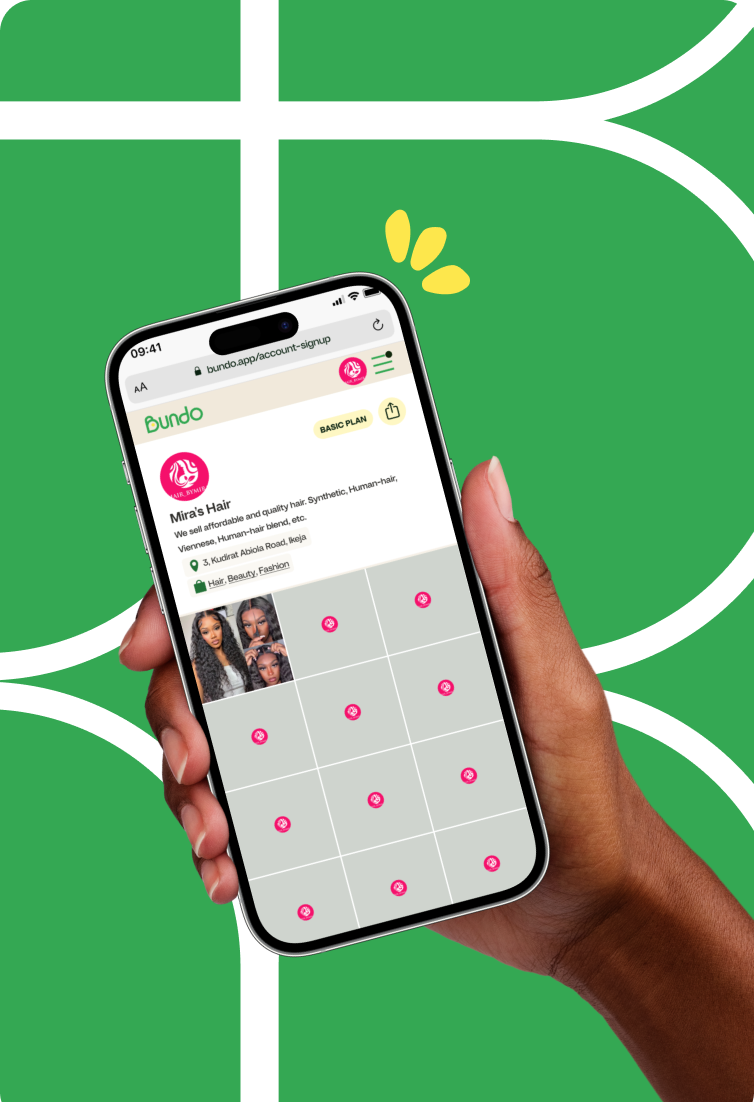 09:41
AA
bundo.app/account-signup
Bundo
BASIC PLAN
Mira's Hair
We sell affordable and quality hair. Synthetic, Human-hair,
Viennese, Human-hair blend, etc.
3, Kudirat Abiola Road, Ikeja
Hair, Beauty, Fashion